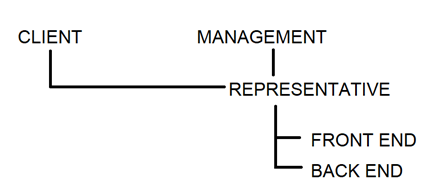 CLIENT
MANAGEMENT
REPRESENTATIVE
FRONT END
BACK END